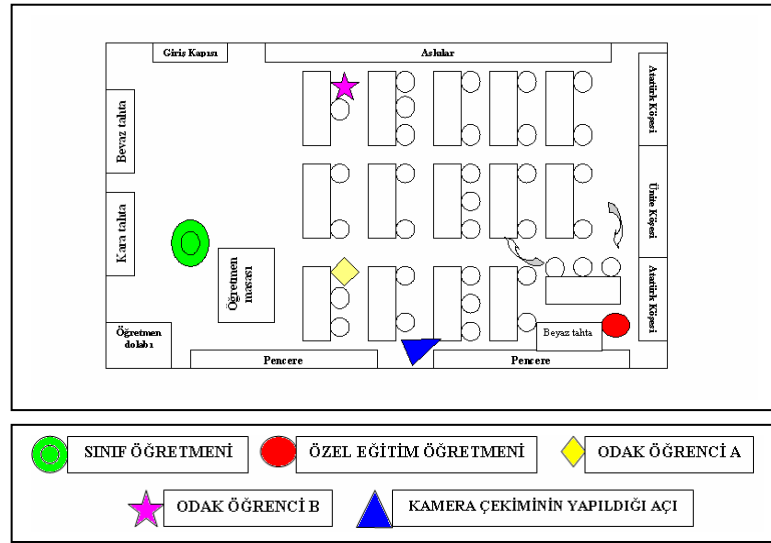 Giriş Kapısı
Askılar
Beyaz tahta
Kara tahta
Öğretmen
masası
Öğretmen
dolabı
Pencere
Pencere
Beyaz tahta
Atatürk Köşesi
Ünite Köşesi
Atatürk Köşesi
SINIF ÖĞRETMENİ
ÖZEL EĞİTİM ÖĞRETMENİ
ODAK ÖĞRENCİ A
ODAK ÖĞRENCİ B
KAMERA ÇEKİMİNİN YAPILDIĞI AÇI